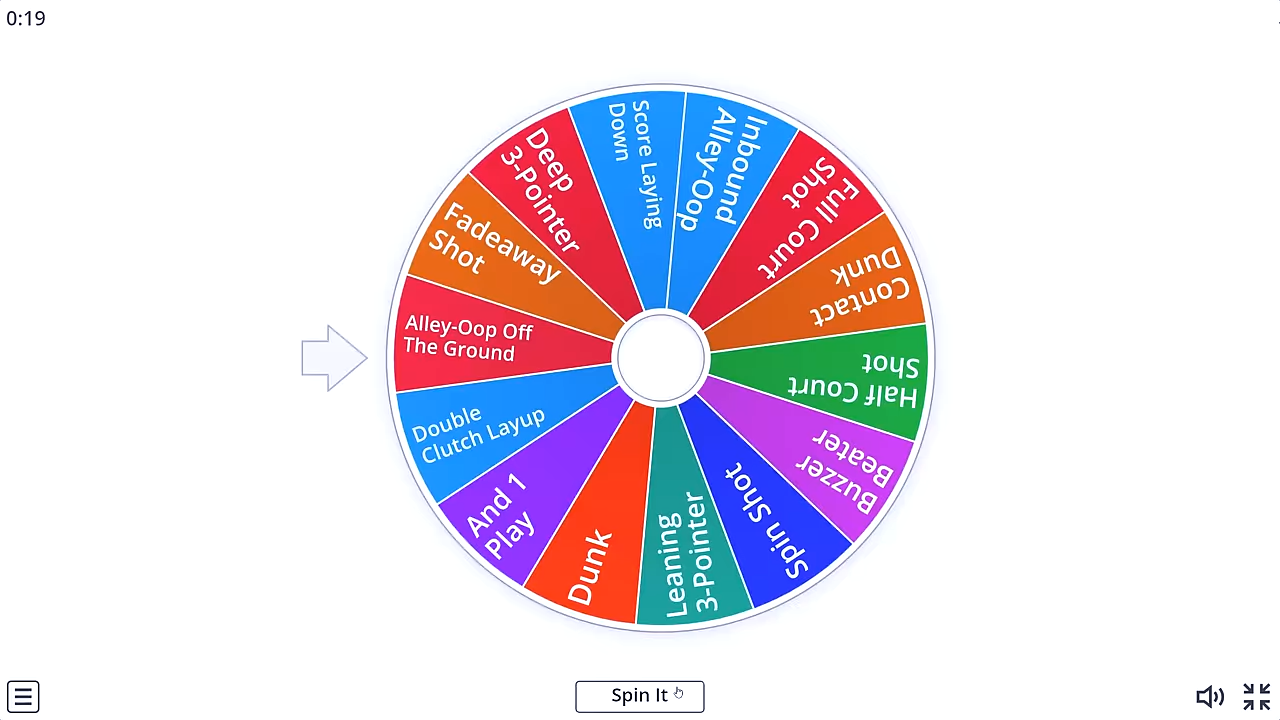 0:19
Score Laying
Down
Inbound
Alley-Oop
Full Court
Shot
Contact
Dunk
Half Court
Shot
Buzzer
Beater
Spin Shot
Leaning
3-Pointer
Dunk
And 1
Play
Double
Clutch Layup
Alley-Oop Off
The Ground
Fadeaway
Shot
Deep
3-Pointer
Spin It